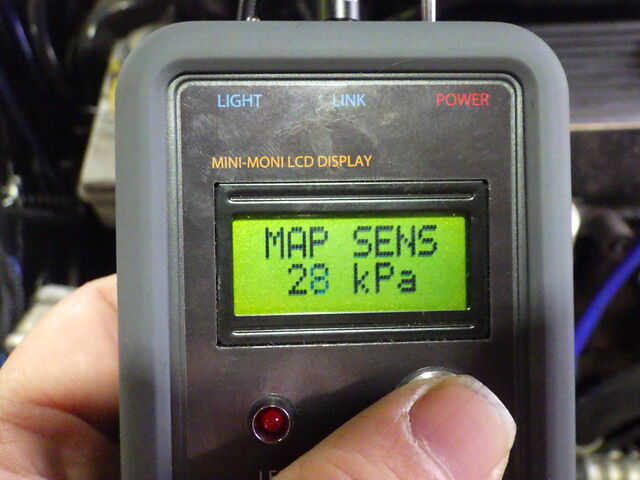 LIGHT LINK POWER
MINI-MONI LCD DISPLAY
MAP SENS
28 kPa